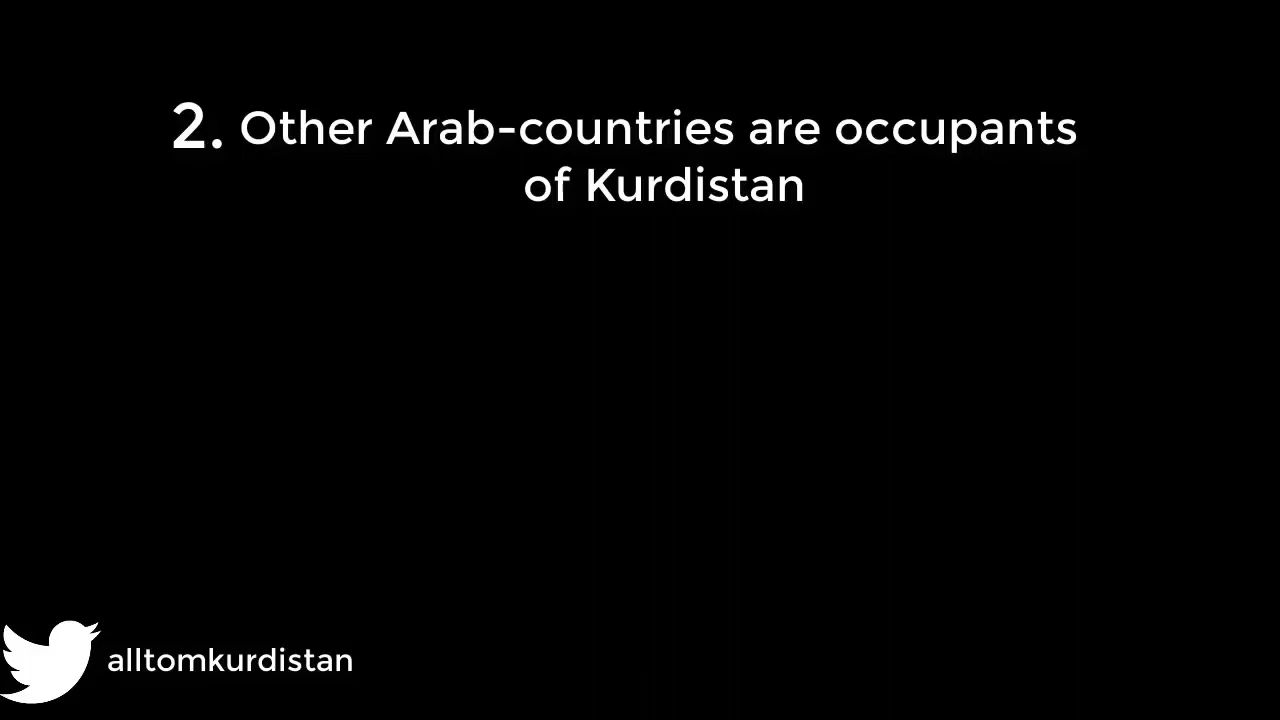 2. Other Arab-countries are occupants
of Kurdistan
alltomkurdistan